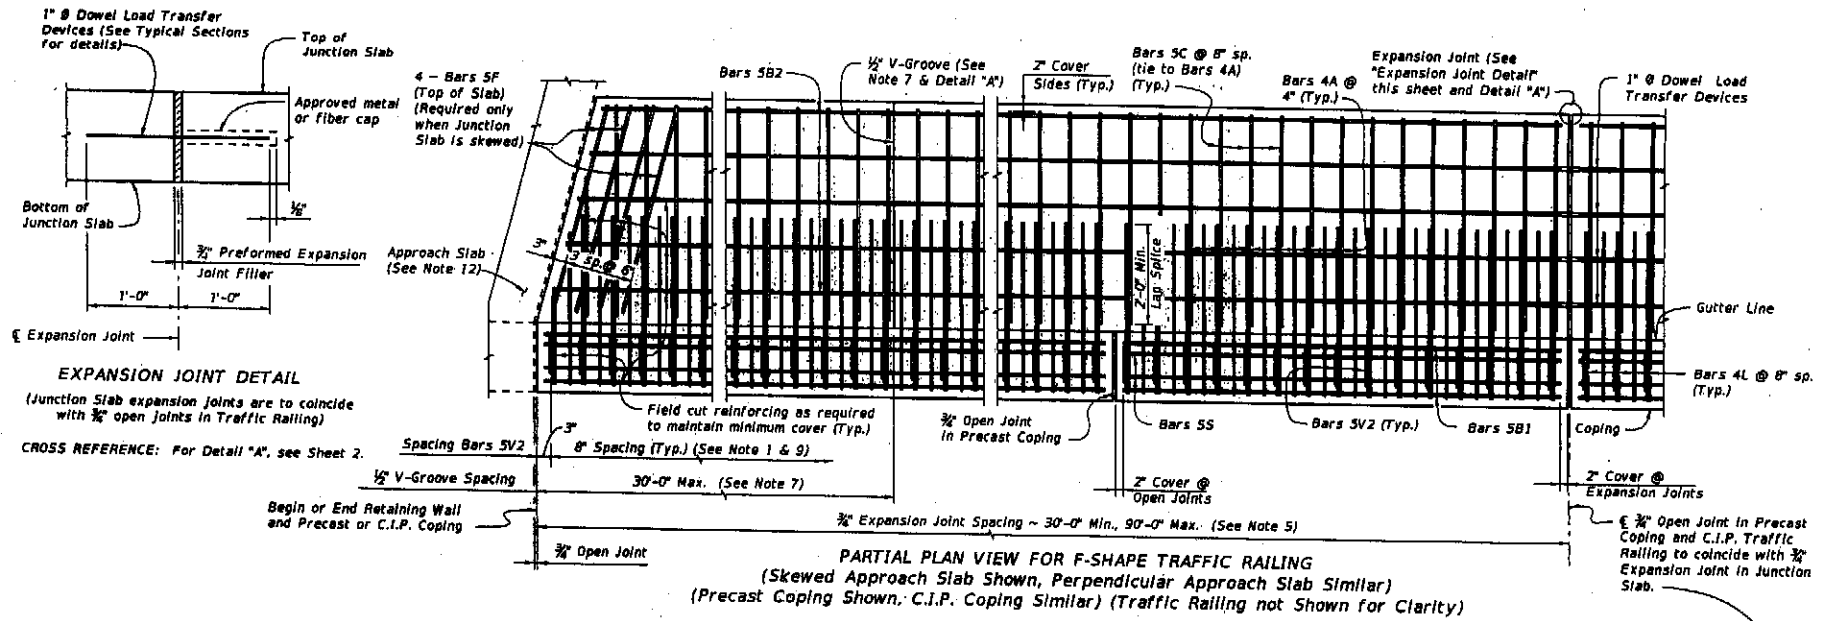 1" Ø Dowel Load Transfer
Devices (See Typical Sections
for details)
Top of
Junction Slab
Approved metal
or fiber cap
Bottom of
Junction Slab
¾" Preformed Expansion
Joint Filler
1'-0"
1'-0"
℄ Expansion Joint
EXPANSION JOINT DETAIL
(Junction Slab expansion joints are to coincide
with ¾" open joints in Traffic Railing)
CROSS REFERENCE: For Detail "A", see Sheet 2.
4 - Bars 5F
(Top of Slab)
(Required only
when Junction
Slab is skewed)
Approach Slab
(See Note 12)
3"
3 sp. @ 6"
Bars 5B2
½" V-Groove (See
Note 7 & Detail "A")
2" Cover
Sides (Typ.)
Bars 5C @ 8" sp.
(tie to Bars 4A)
(Typ.)
Bars 4A @
4" (Typ.)
Expansion Joint (See
"Expansion Joint Detail"
this sheet and Detail "A")
1" Ø Dowel Load
Transfer Devices
2'-0" Min.
Lap Splice
Gutter Line
Bars 4L @ 8" sp.
(Typ.)
Field cut reinforcing as required
to maintain minimum cover (Typ.)
¾" Open Joint
in Precast Coping
Bars 5S
Bars 5V2 (Typ.)
Bars 5B1
Coping
Spacing Bars 5V2
3"
8" Spacing (Typ.) (See Note 1 & 9)
½" V-Groove Spacing
30'-0" Max. (See Note 7)
2" Cover @
Open Joints
2" Cover @
Expansion Joints
Begin or End Retaining Wall
and Precast or C.I.P. Coping
¾" Expansion Joint Spacing ~ 30'-0" Min., 90'-0" Max. (See Note 5)
¾" Open Joint
℄ ¾" Open Joint in Precast
Coping and C.I.P. Traffic
Railing to coincide with ¾"
Expansion Joint in Junction
Slab.
PARTIAL PLAN VIEW FOR F-SHAPE TRAFFIC RAILING
(Skewed Approach Slab Shown, Perpendicular Approach Slab Similar)
(Precast Coping Shown, C.I.P. Coping Similar) (Traffic Railing not Shown for Clarity)